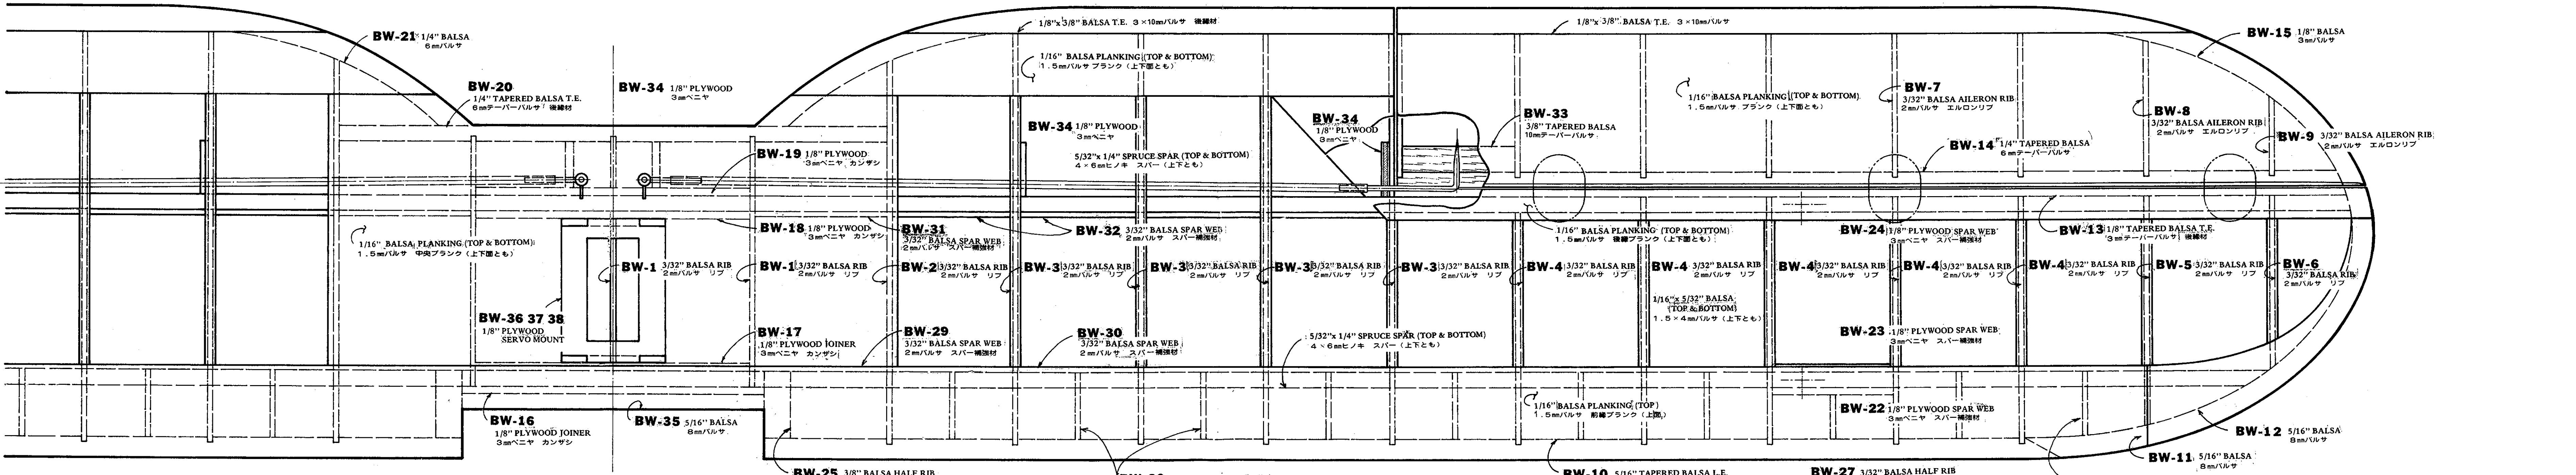 1/8"x 3/8" BALSA T.E. 3×10㎜バルサ 後縁材
1/8"x 3/8" BALSA T.E. 3×10㎜バルサ
BW-21 1/4" BALSA
6㎜バルサ
BW-15 1/8" BALSA
3㎜バルサ
1/16" BALSA PLANKING (TOP & BOTTOM)
1.5㎜バルサ プランク（上下面とも）
BW-20
1/4" TAPERED BALSA T.E.
6㎜テーパーバルサ 後縁材
BW-34 1/8" PLYWOOD
3㎜ベニヤ
1/16" BALSA PLANKING (TOP & BOTTOM)
1.5㎜バルサ プランク（上下面とも）
BW-7
3/32" BALSA AILERON RIB
2㎜バルサ エルロンリブ
BW-8
3/32" BALSA AILERON RIB
2㎜バルサ エルロンリブ
BW-9 3/32" BALSA AILERON RIB
2㎜バルサ エルロンリブ
BW-34 1/8" PLYWOOD
3㎜ベニヤ
BW-34
1/8" PLYWOOD
3㎜ベニヤ
BW-33
3/8" TAPERED BALSA
10㎜テーパーバルサ
BW-14 1/4" TAPERED BALSA
6㎜テーパーバルサ
BW-19 1/8" PLYWOOD
3㎜ベニヤ カンザシ
5/32"x 1/4" SPRUCE SPAR (TOP & BOTTOM)
4×6㎜ヒノキ スパー（上下とも）
BW-18 1/8" PLYWOOD
3㎜ベニヤ カンザシ
BW-31
3/32" BALSA SPAR WEB
2㎜バルサ スパー補強材
BW-32 3/32" BALSA SPAR WEB
2㎜バルサ スパー補強材
1/16" BALSA PLANKING (TOP & BOTTOM)
1.5㎜バルサ 後縁プランク（上下面とも）
BW-24 1/8" PLYWOOD SPAR WEB
3㎜ベニヤ スパー補強材
BW-13 1/8" TAPERED BALSA T.E.
3㎜テーパーバルサ 後縁材
1/16" BALSA PLANKING (TOP & BOTTOM)
1.5㎜バルサ 中央プランク（上下面とも）
BW-1 3/32" BALSA RIB
2㎜バルサ リブ
BW-1 3/32" BALSA RIB
2㎜バルサ リブ
BW-2 3/32" BALSA RIB
2㎜バルサ リブ
BW-3 3/32" BALSA RIB
2㎜バルサ リブ
BW-3 3/32" BALSA RIB
2㎜バルサ リブ
BW-3 3/32" BALSA RIB
2㎜バルサ リブ
BW-3 3/32" BALSA RIB
2㎜バルサ リブ
BW-4 3/32" BALSA RIB
2㎜バルサ リブ
BW-4 3/32" BALSA RIB
2㎜バルサ リブ
BW-4 3/32" BALSA RIB
2㎜バルサ リブ
BW-4 3/32" BALSA RIB
2㎜バルサ リブ
BW-4 3/32" BALSA RIB
2㎜バルサ リブ
BW-5 3/32" BALSA RIB
2㎜バルサ リブ
BW-6
3/32" BALSA RIB
2㎜バルサ リブ
1/16"x 5/32" BALSA
(TOP & BOTTOM)
1.5×4㎜バルサ（上下とも）
BW-36 37 38
1/8" PLYWOOD
SERVO MOUNT
BW-17
1/8" PLYWOOD JOINER
3㎜ベニヤ カンザシ
BW-29
3/32" BALSA SPAR WEB
2㎜バルサ スパー補強材
BW-30
3/32" BALSA SPAR WEB
2㎜バルサ スパー補強材
5/32"x 1/4" SPRUCE SPAR (TOP & BOTTOM)
4×6㎜ヒノキ スパー（上下とも）
BW-23 1/8" PLYWOOD SPAR WEB
3㎜ベニヤ スパー補強材
BW-16
1/8" PLYWOOD JOINER
3㎜ベニヤ カンザシ
BW-35 5/16" BALSA
8㎜バルサ
1/16" BALSA PLANKING (TOP)
1.5㎜バルサ 前縁プランク（上面）
BW-22 1/8" PLYWOOD SPAR WEB
3㎜ベニヤ スパー補強材
BW-12 5/16" BALSA
8㎜バルサ
BW-11 5/16" BALSA
8㎜バルサ
BW-25 3/8" BALSA HALF RIB
BW-10 5/16" TAPERED BALSA L.E.
BW-27 3/32" BALSA HALF RIB